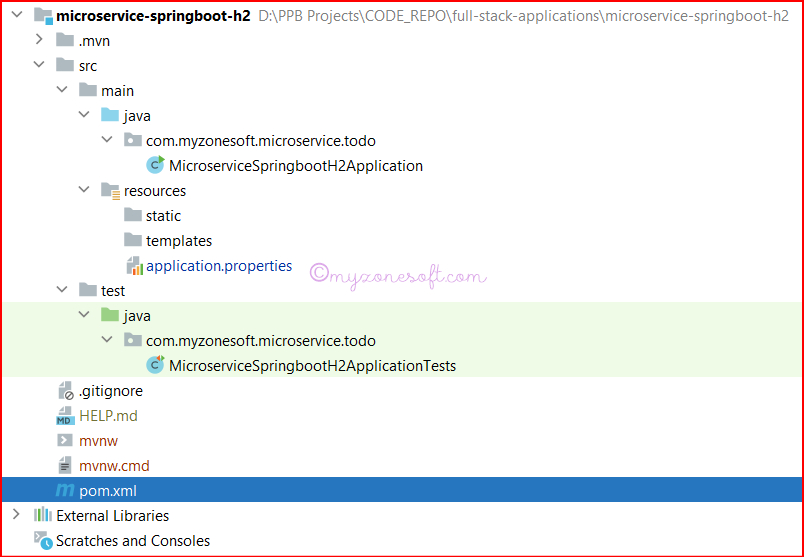 microservice-springboot-h2 D:\PPB Projects\CODE_REPO\full-stack-applications\microservice-springboot-h2
.mvn
src
main
java
com.myzonesoft.microservice.todo
C MicroserviceSpringbootH2Application
resources
static
templates
application.properties
©myzonesoft.com
test
java
com.myzonesoft.microservice.todo
C MicroserviceSpringbootH2ApplicationTests
.gitignore
MD HELP.md
mvnw
mvnw.cmd
m pom.xml
External Libraries
Scratches and Consoles